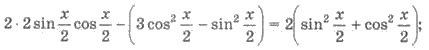 2 · 2 sin x/2 cos x/2 − (3 cos² x/2 − sin² x/2) = 2(sin² x/2 + cos² x/2);